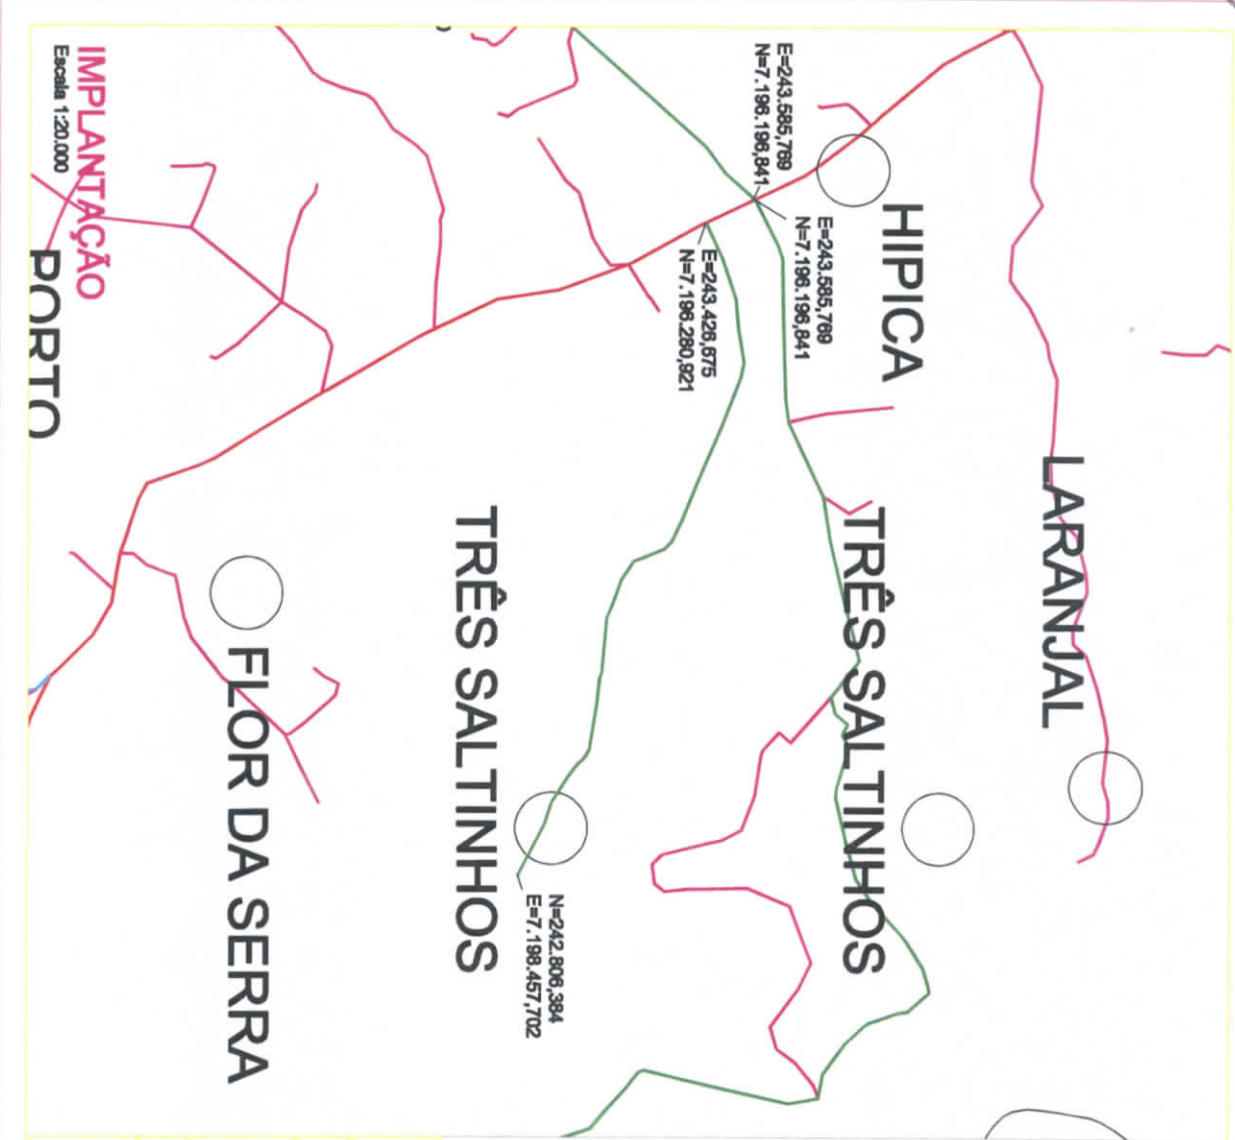 E=243.585,769
N=7.196.196,841
E=243.585,769
N=7.196.196,841
HIPICA
E=243.426,675
N=7.196.280,921
LARANJAL
TRÊS SALTINHOS
TRÊS SALTINHOS
N=242.806,384
E=7.198.457,702
FLOR DA SERRA
PORTO
IMPLANTAÇÃO
Escala 1:20.000